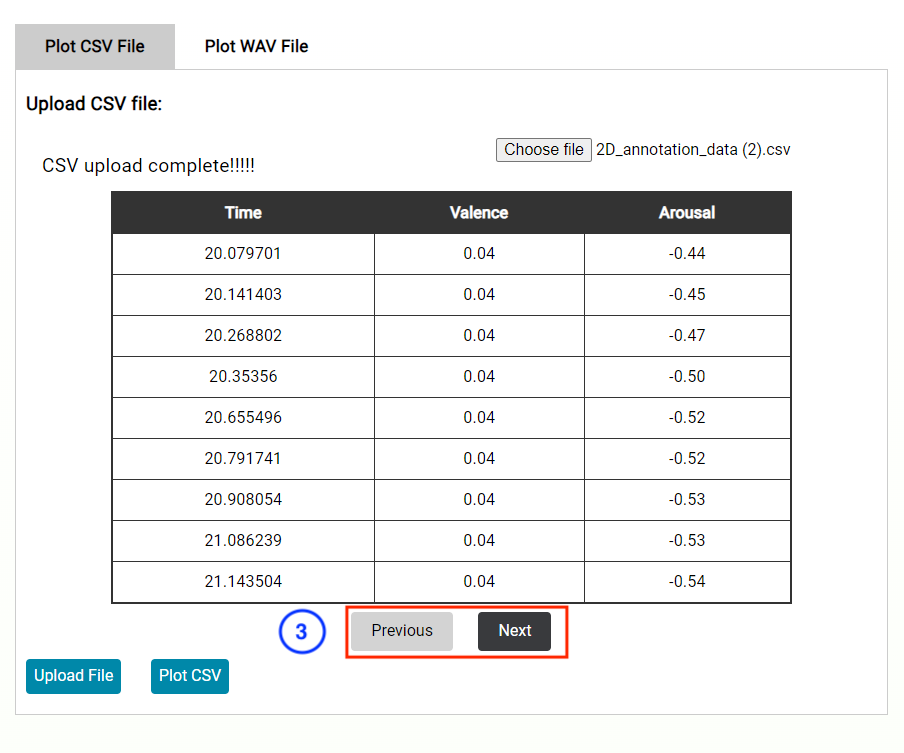 Plot CSV File Plot WAV File
Upload CSV file:
Choose file 2D_annotation_data (2).csv
CSV upload complete!!!!!
Time Valence Arousal
20.079701 0.04 -0.44
20.141403 0.04 -0.45
20.268802 0.04 -0.47
20.35356 0.04 -0.50
20.655496 0.04 -0.52
20.791741 0.04 -0.52
20.908054 0.04 -0.53
21.086239 0.04 -0.53
21.143504 0.04 -0.54
3 Previous Next
Upload File Plot CSV